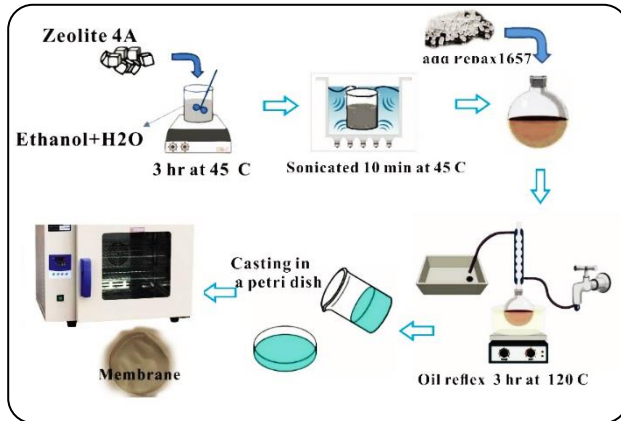 Zeolite 4A
add Pebax1657
Ethanol+H2O
3 hr at 45 C
Sonicated 10 min at 45 C
Casting in
a petri dish
Membrane
Oil reflex 3 hr at 120 C